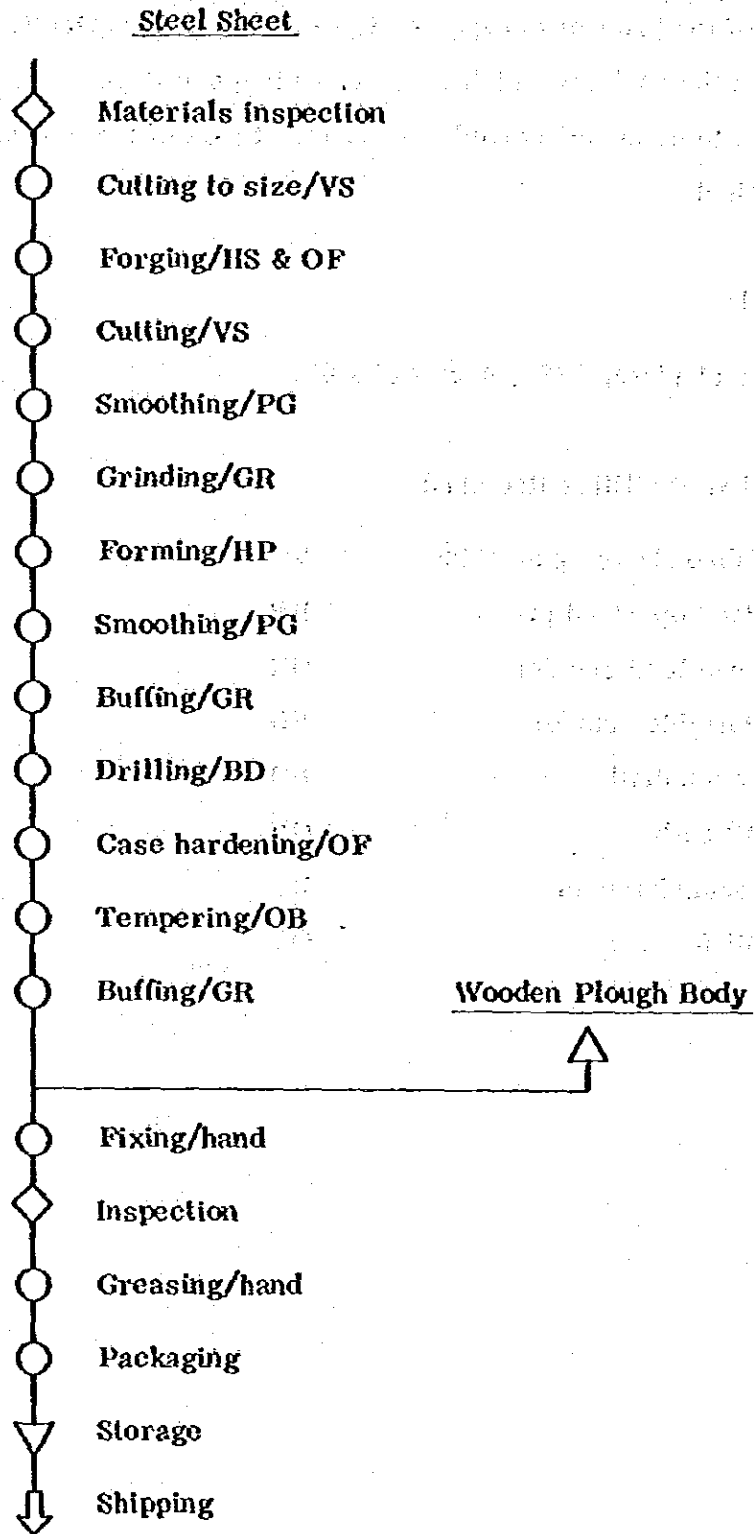 Steel Sheet
Materials inspection
Cutting to size/VS
Forging/HS & OF
Cutting/VS
Smoothing/PG
Grinding/GR
Forming/HP
Smoothing/PG
Buffing/GR
Drilling/BD
Case hardening/OF
Tempering/OB
Buffing/GR
Wooden Plough Body
Fixing/hand
Inspection
Greasing/hand
Packaging
Storage
Shipping